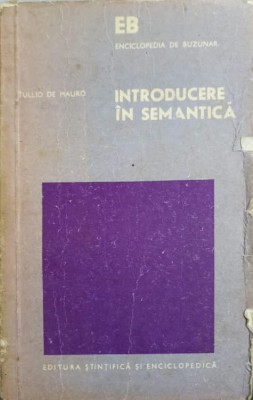 EB
ENCICLOPEDIA DE BUZUNAR
TULLIO DE MAURO
INTRODUCERE
ÎN SEMANTICĂ
EDITURA ŞTIINŢIFICĂ ŞI ENCICLOPEDICĂ